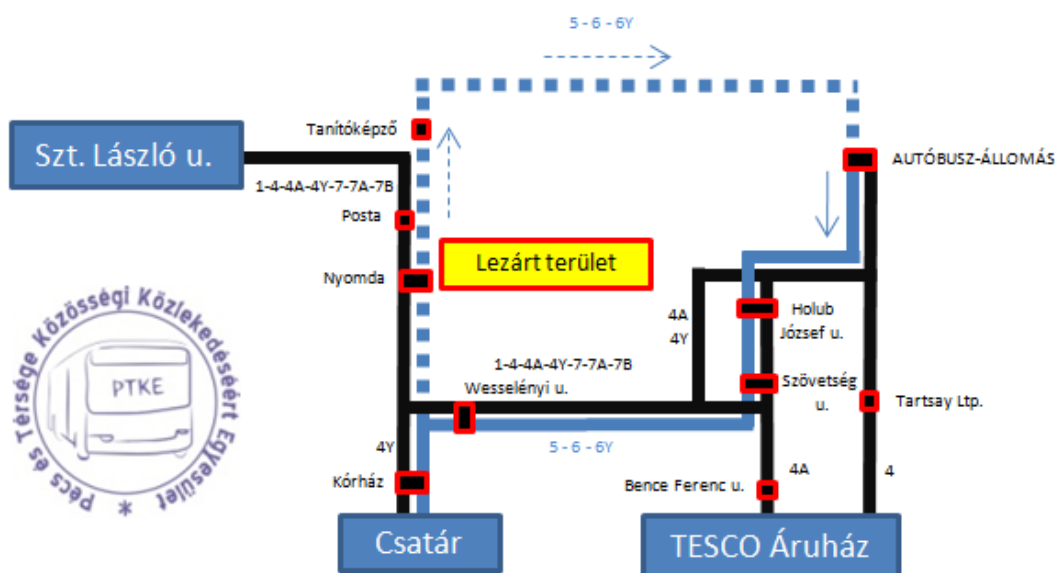 5 - 6 - 6Y
Tanítóképző
Szt. László u.
AUTÓBUSZ-ÁLLOMÁS
1-4-4A-4Y-7-7A-7B
Posta
Lezárt terület
Nyomda
4A
4Y
Holub
József u.
Pécs és Térsége Közösségi Közlekedéséért Egyesület *
PTKE
1-4-4A-4Y-7-7A-7B
Wesselényi u.
Szövetség
u.
Tartsay Ltp.
4Y
5 - 6 - 6Y
4A
4
Kórház
Bence Ferenc u.
Csatár
TESCO Áruház